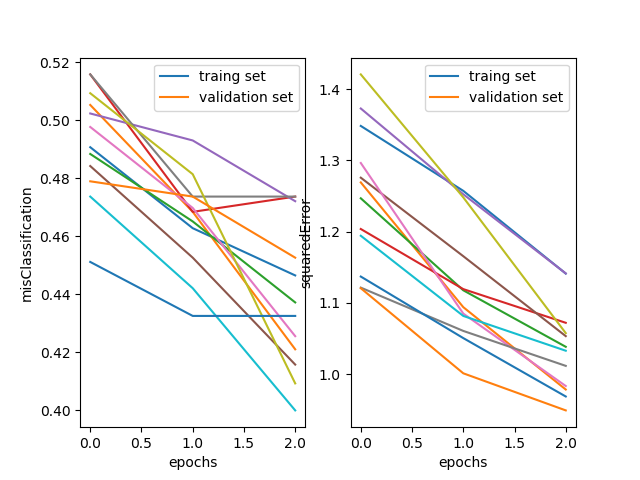 0.52
0.50
0.48
0.46
0.44
0.42
0.40
misClassification
0.0
0.5
1.0
1.5
2.0
epochs
traing set
validation set
1.4
1.3
1.2
1.1
1.0
squaredError
0.0
0.5
1.0
1.5
2.0
epochs
traing set
validation set